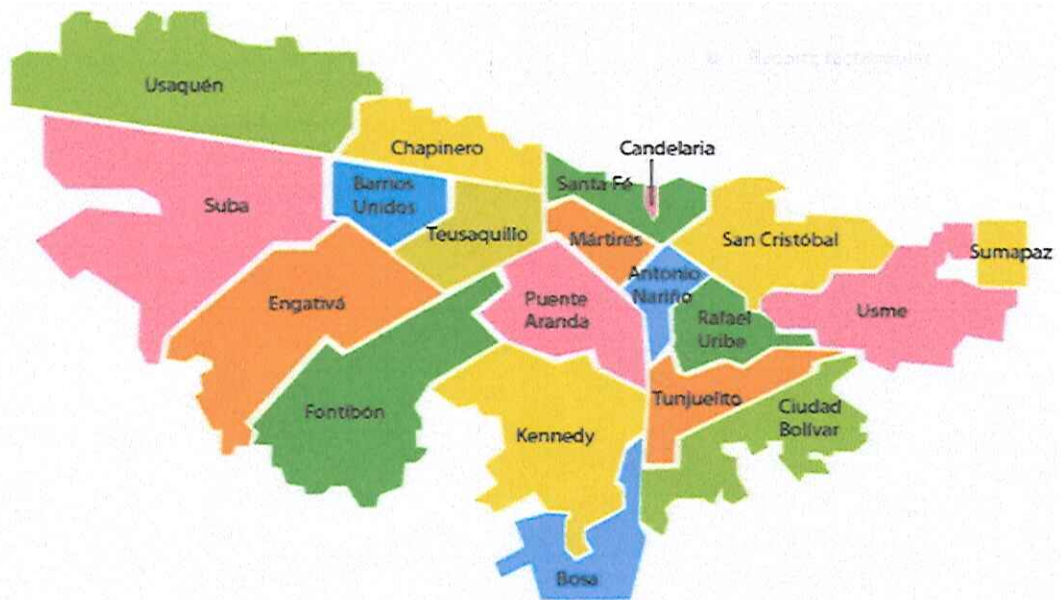 Usaquén
Chapinero
Candelaria
Barrios
Unidos
Santa Fé
Suba
Teusaquillo
Mártires
San Cristóbal
Sumapaz
Antonio
Nariño
Engativá
Puente
Aranda
Rafael
Uribe
Usme
Fontibón
Kennedy
Tunjuelito
Ciudad
Bolívar
Bosa